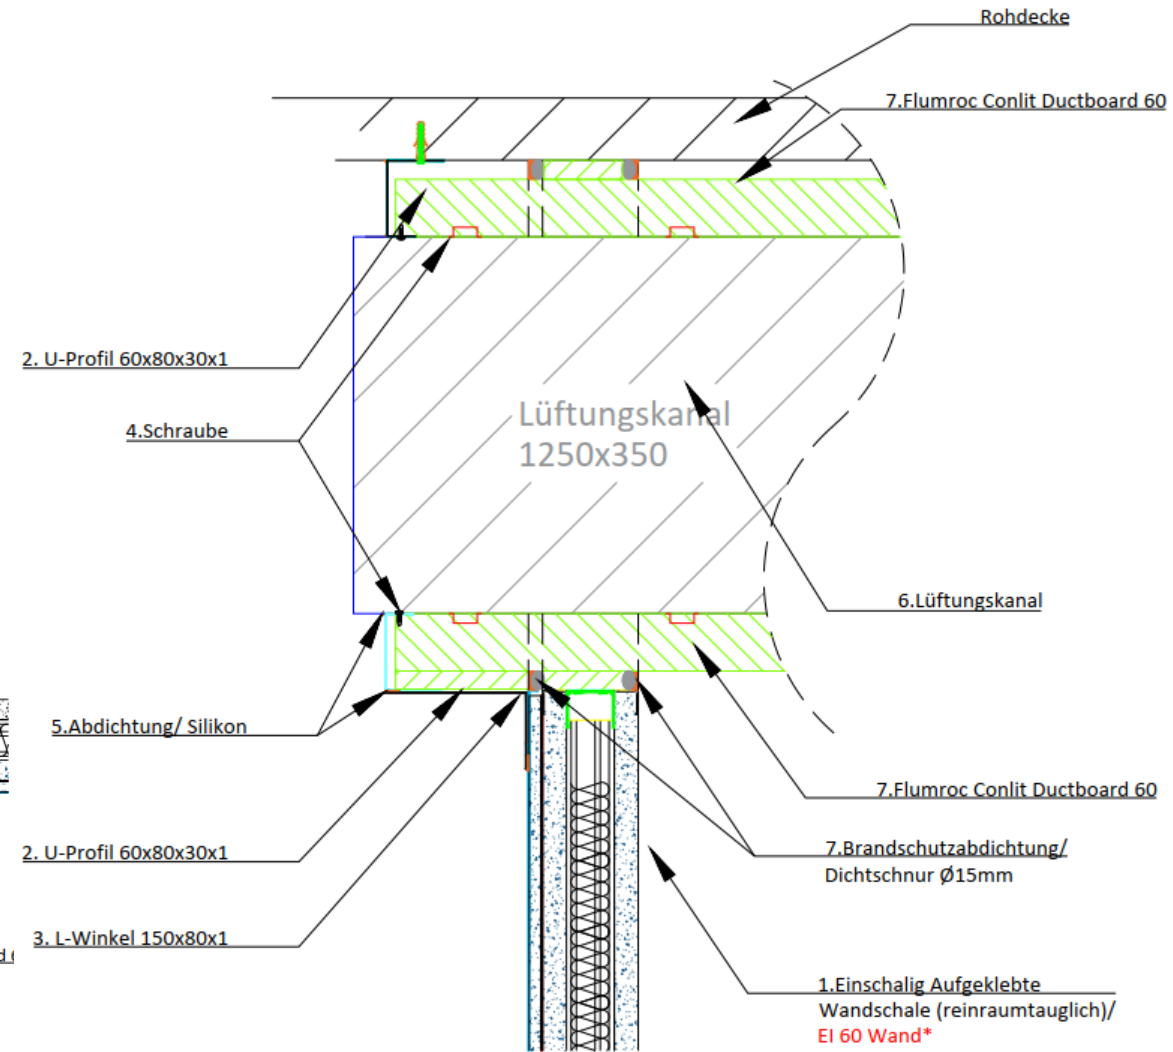 Rohdecke
7.Flumroc Conlit Ductboard 60
2. U-Profil 60x80x30x1
4.Schraube
Lüftungskanal
1250x350
6.Lüftungskanal
5.Abdichtung/ Silikon
7.Flumroc Conlit Ductboard 60
2. U-Profil 60x80x30x1
7.Brandschutzabdichtung/
Dichtschnur Ø15mm
3. L-Winkel 150x80x1
1.Einschalig Aufgeklebte
Wandschale (reinraumtauglich)/
EI 60 Wand*